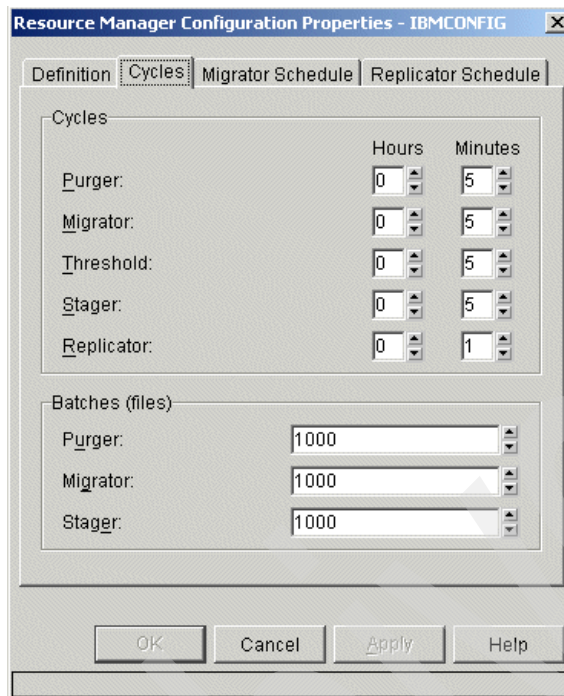 Resource Manager Configuration Properties - IBMCONFIG
Definition Cycles Migrator Schedule Replicator Schedule
Cycles
Hours Minutes
Purger: 0 5
Migrator: 0 5
Threshold: 0 5
Stager: 0 5
Replicator: 0 1
Batches (files)
Purger: 1000
Migrator: 1000
Stager: 1000
OK Cancel Apply Help